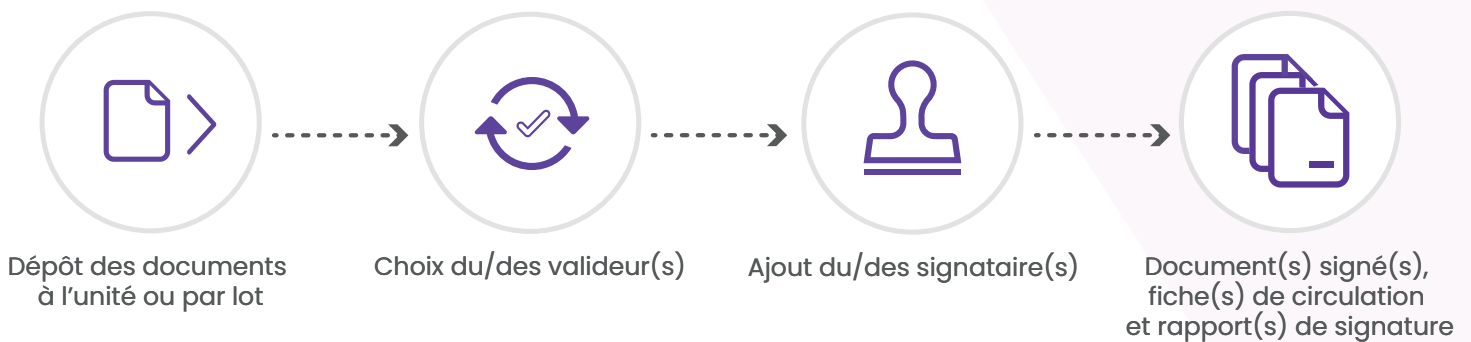 Dépôt des documents
à l’unité ou par lot
Choix du/des valideur(s)
Ajout du/des signataire(s)
Document(s) signé(s),
fiche(s) de circulation
et rapport(s) de signature